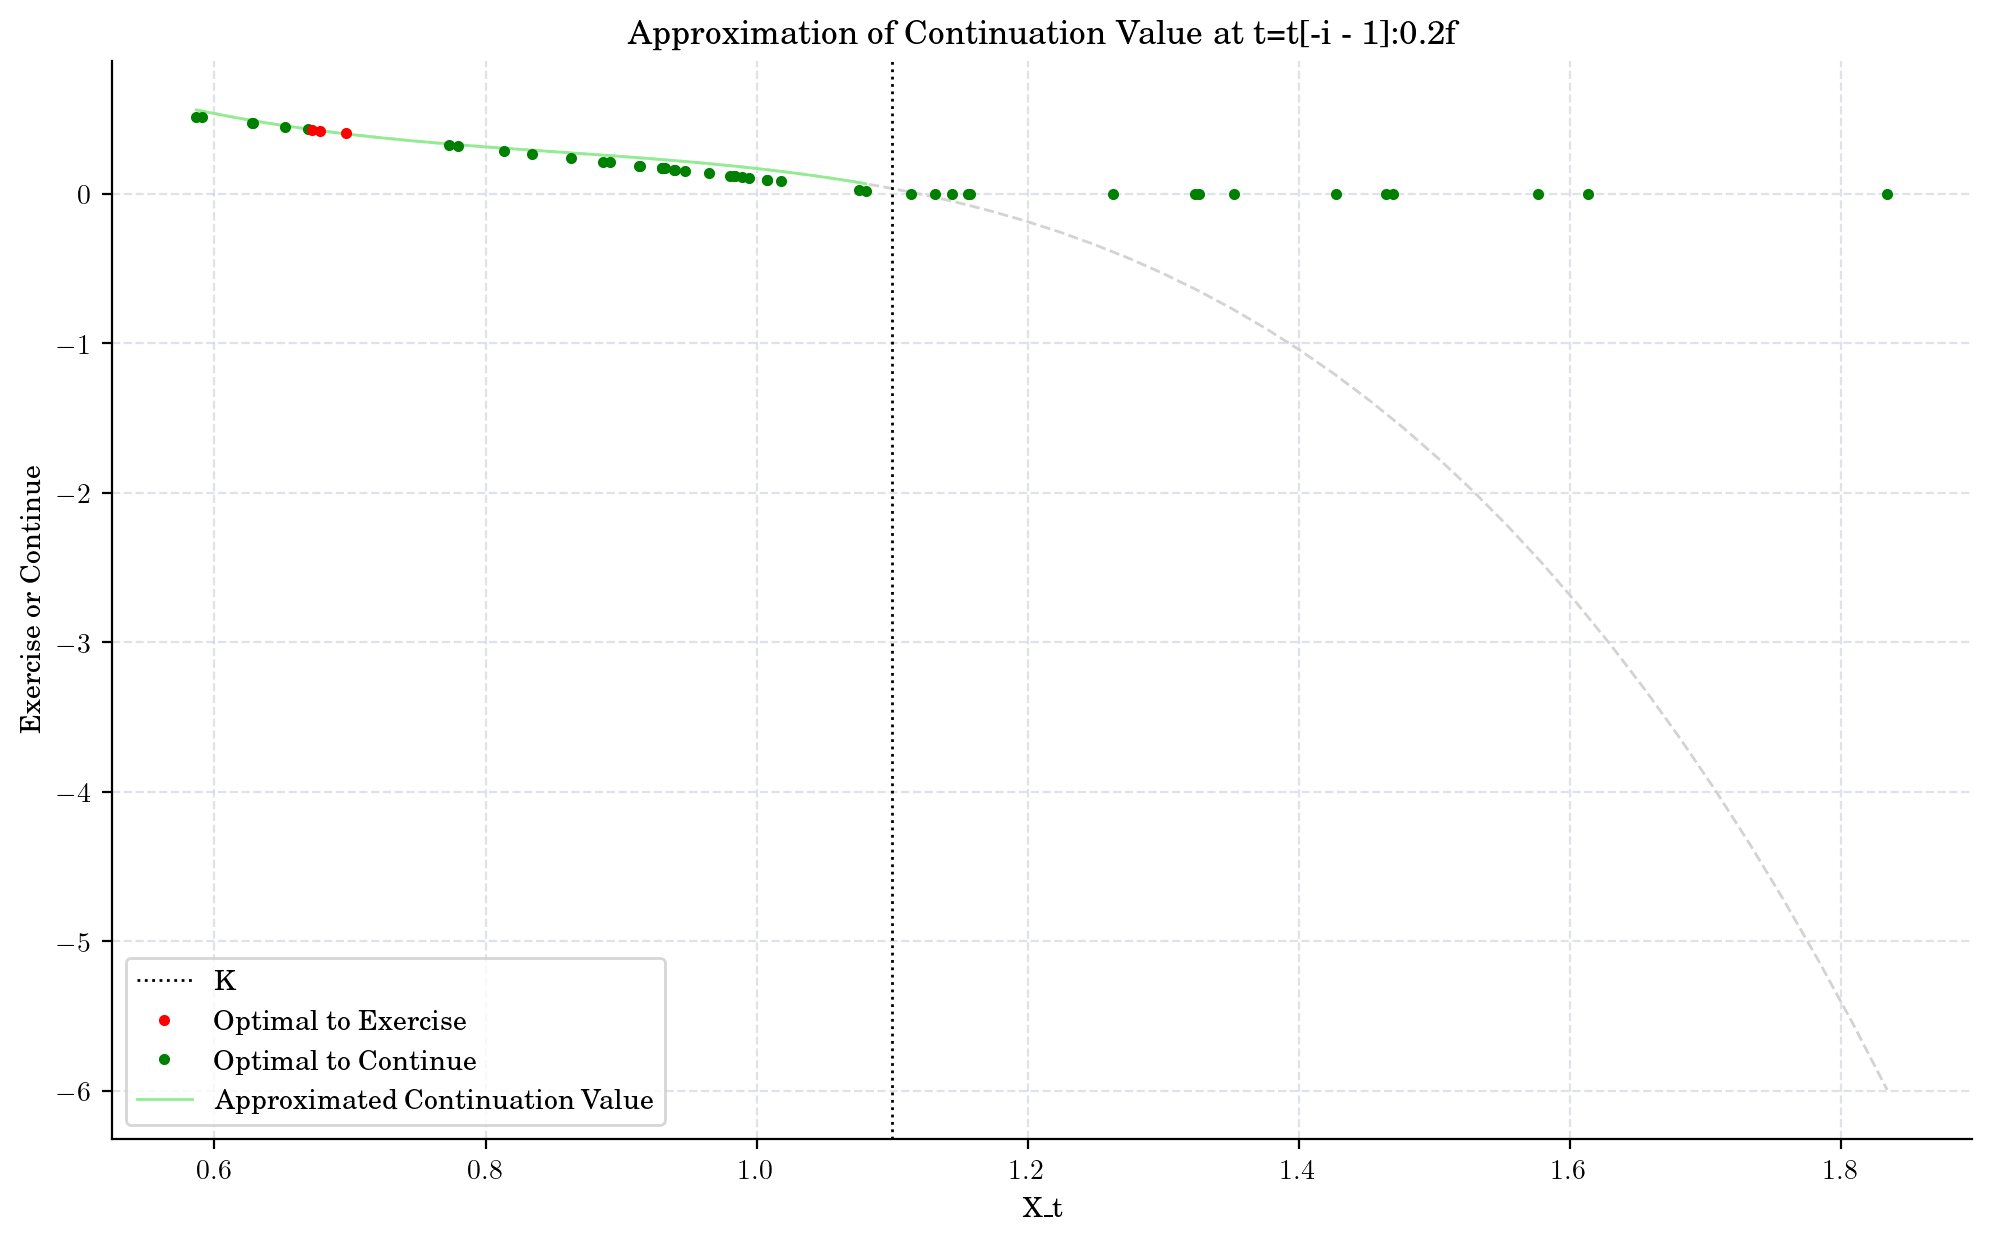 Approximation of Continuation Value at t=t[-i - 1]:0.2f
Exercise or Continue
0
−1
−2
−3
−4
−5
−6
K
Optimal to Exercise
Optimal to Continue
Approximated Continuation Value
0.6
0.8
1.0
1.2
1.4
1.6
1.8
X_t